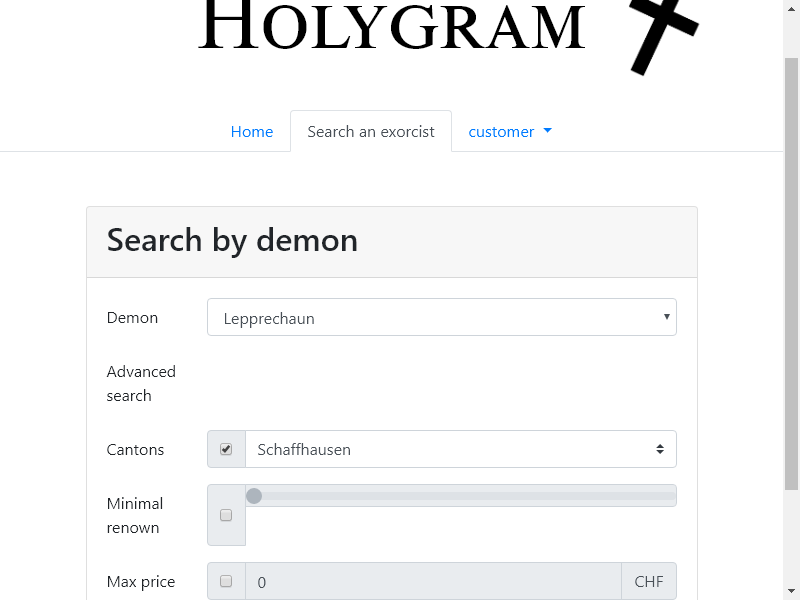 HOLYGRAM
Home
Search an exorcist
customer
Search by demon
Demon
Lepprechaun
Advanced
search
Cantons
Schaffhausen
Minimal
renown
Max price
0
CHF